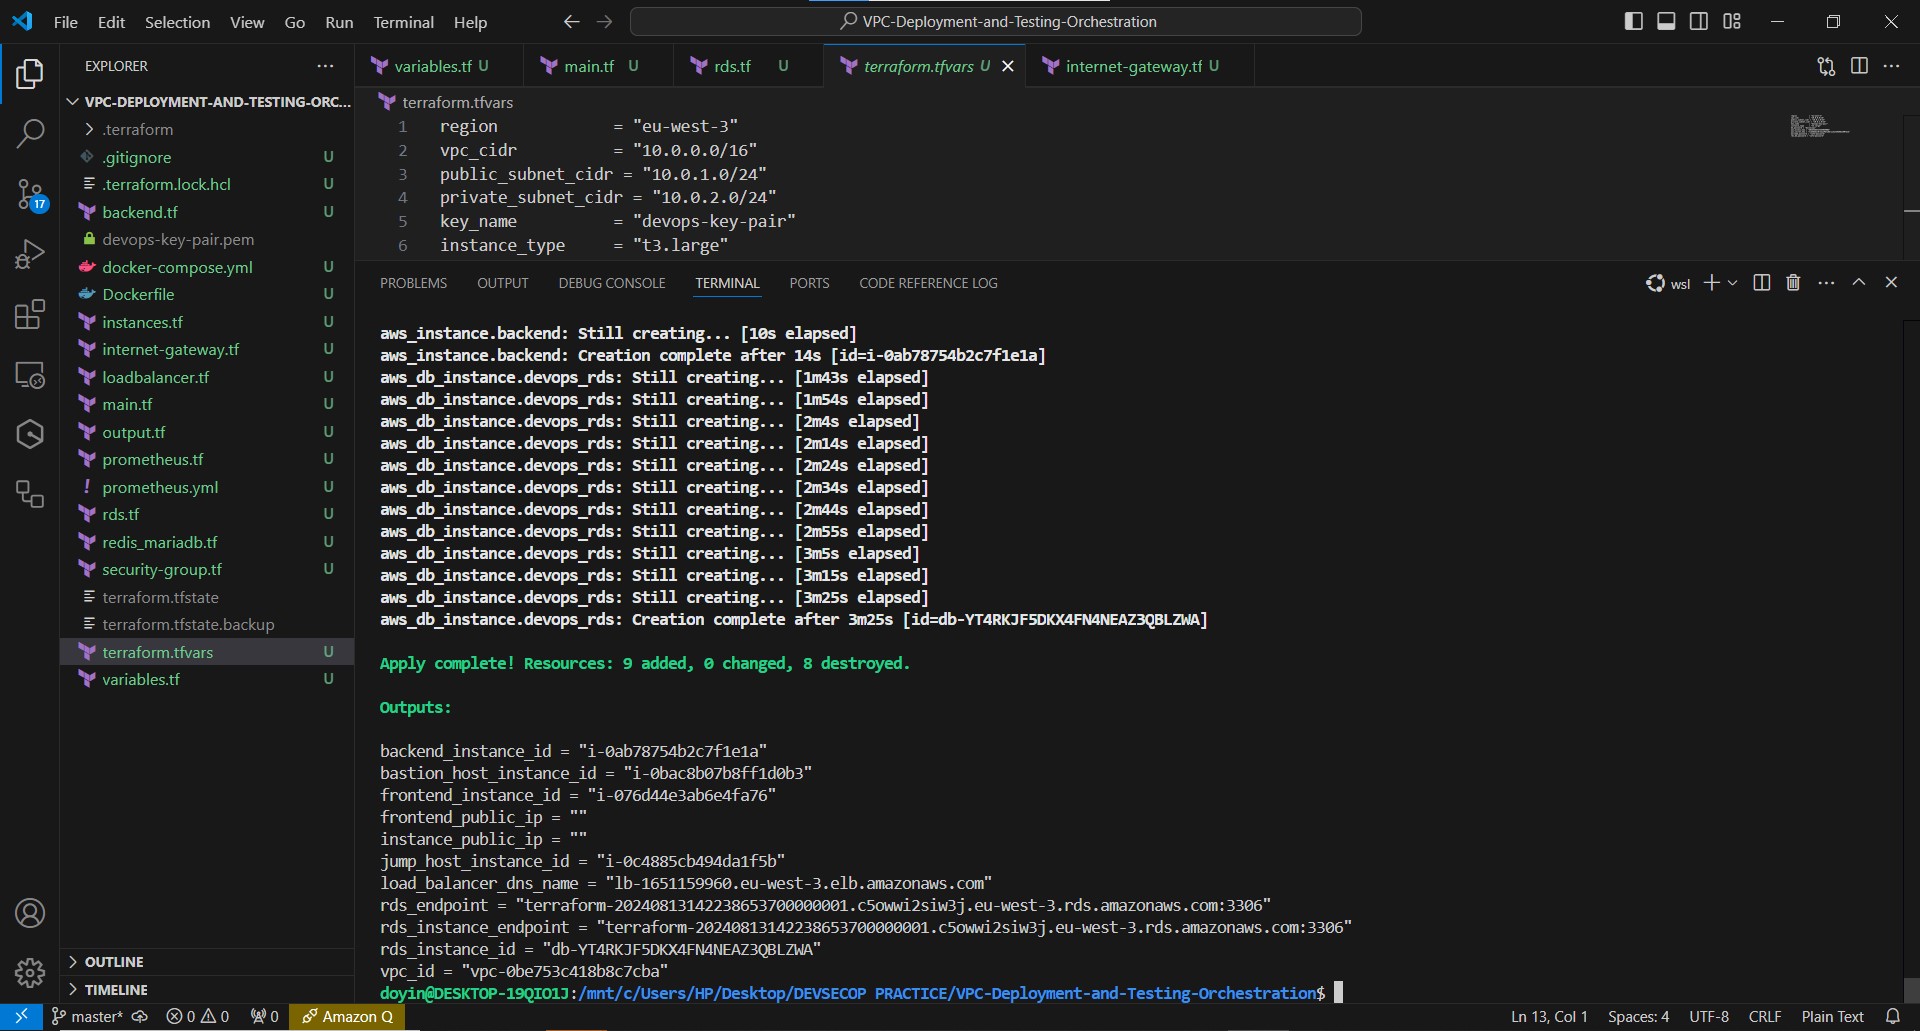 File Edit Selection View Go Run Terminal Help
VPC-Deployment-and-Testing-Orchestration
EXPLORER
VPC-DEPLOYMENT-AND-TESTING-ORC...
.terraform
.gitignore U
.terraform.lock.hcl U
backend.tf U
devops-key-pair.pem
docker-compose.yml U
Dockerfile U
instances.tf U
internet-gateway.tf U
loadbalancer.tf U
main.tf U
output.tf U
prometheus.tf U
prometheus.yml U
rds.tf U
redis_mariadb.tf U
security-group.tf U
terraform.tfstate
terraform.tfstate.backup
terraform.tfvars U
variables.tf U
OUTLINE
TIMELINE
17
variables.tf U main.tf U rds.tf U terraform.tfvars U internet-gateway.tf U
terraform.tfvars
1 region = "eu-west-3"
2 vpc_cidr = "10.0.0.0/16"
3 public_subnet_cidr = "10.0.1.0/24"
4 private_subnet_cidr = "10.0.2.0/24"
5 key_name = "devops-key-pair"
6 instance_type = "t3.large"
PROBLEMS OUTPUT DEBUG CONSOLE TERMINAL PORTS CODE REFERENCE LOG wsl
aws_instance.backend: Still creating... [10s elapsed]
aws_instance.backend: Creation complete after 14s [id=i-0ab78754b2c7f1e1a]
aws_db_instance.devops_rds: Still creating... [1m43s elapsed]
aws_db_instance.devops_rds: Still creating... [1m54s elapsed]
aws_db_instance.devops_rds: Still creating... [2m4s elapsed]
aws_db_instance.devops_rds: Still creating... [2m14s elapsed]
aws_db_instance.devops_rds: Still creating... [2m24s elapsed]
aws_db_instance.devops_rds: Still creating... [2m34s elapsed]
aws_db_instance.devops_rds: Still creating... [2m44s elapsed]
aws_db_instance.devops_rds: Still creating... [2m55s elapsed]
aws_db_instance.devops_rds: Still creating... [3m5s elapsed]
aws_db_instance.devops_rds: Still creating... [3m15s elapsed]
aws_db_instance.devops_rds: Still creating... [3m25s elapsed]
aws_db_instance.devops_rds: Creation complete after 3m25s [id=db-YT4RKJF5DKX4FN4NEAZ3QBLZWA]
Apply complete! Resources: 9 added, 0 changed, 8 destroyed.
Outputs:
backend_instance_id = "i-0ab78754b2c7f1e1a"
bastion_host_instance_id = "i-0bac8b07b8ff1d0b3"
frontend_instance_id = "i-076d44e3ab6e4fa76"
frontend_public_ip = ""
instance_public_ip = ""
jump_host_instance_id = "i-0c4885cb494da1f5b"
load_balancer_dns_name = "lb-1651159960.eu-west-3.elb.amazonaws.com"
rds_endpoint = "terraform-20240813142238653700000001.c5owwi2siw3j.eu-west-3.rds.amazonaws.com:3306"
rds_instance_endpoint = "terraform-20240813142238653700000001.c5owwi2siw3j.eu-west-3.rds.amazonaws.com:3306"
rds_instance_id = "db-YT4RKJF5DKX4FN4NEAZ3QBLZWA"
vpc_id = "vpc-0be753c418b8c7cba"
doyin@DESKTOP-19QIO1J:/mnt/c/Users/HP/Desktop/DEVSECOP PRACTICE/VPC-Deployment-and-Testing-Orchestration$
master* 0 0 0 Amazon Q Ln 13, Col 1 Spaces: 4 UTF-8 CRLF Plain Text